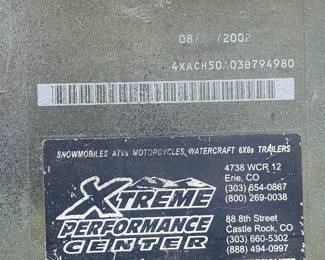 08/ /2002
4XACH50 03B794980
SNOWMOBILES ATVs MOTORCYCLES WATERCRAFT 6X6s TRAILERS
XTREME
PERFORMANCE
CENTER
4738 WCR 12
Erie, CO
(303) 654-0867
(800) 269-0038
88 8th Street
Castle Rock, CO
(303) 660-5302
(888) 494-0997